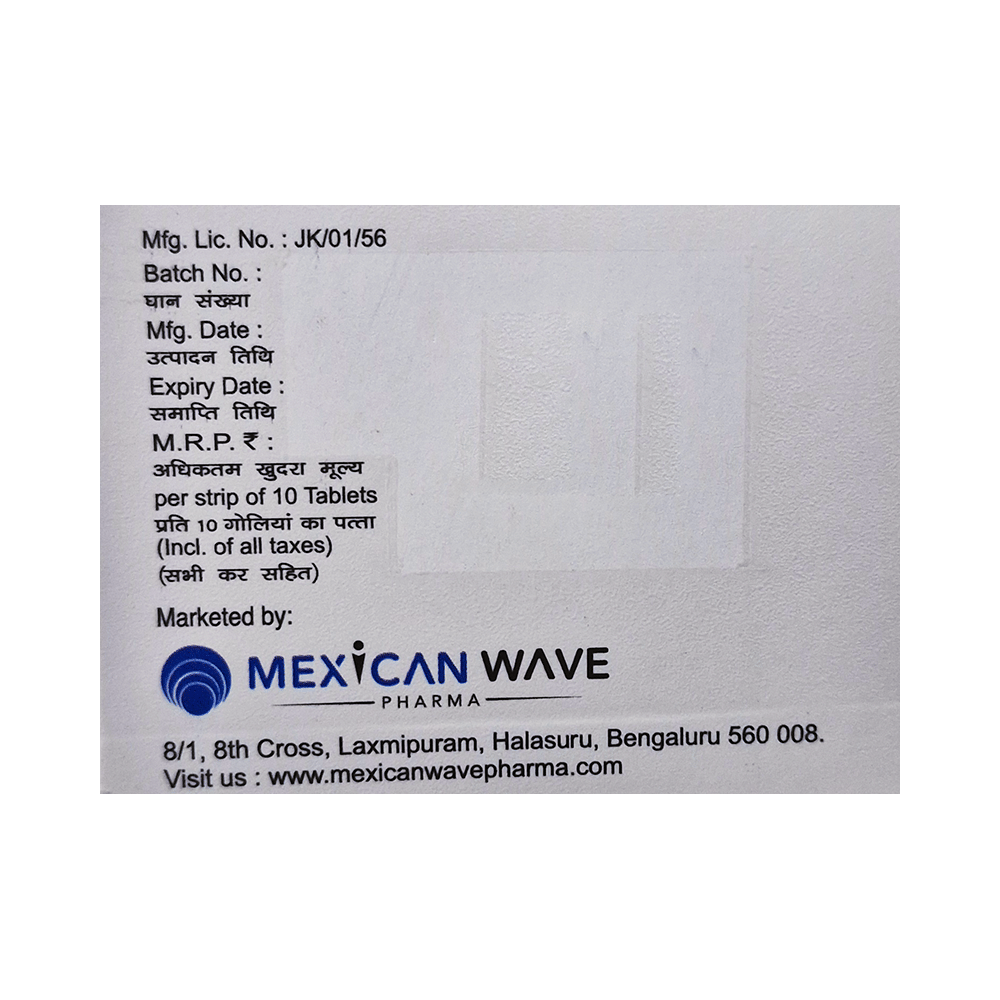 Mfg. Lic. No. : JK/01/56
Batch No. :
घान संख्या
Mfg. Date :
उत्पादन तिथि
Expiry Date :
समाप्ति तिथि
M.R.P. ₹ :
अधिकतम खुदरा मूल्य
per strip of 10 Tablets
प्रति 10 गोलियां का पत्ता
(Incl. of all taxes)
(सभी कर सहित)
Marketed by:
MEXICAN WAVE
PHARMA
8/1, 8th Cross, Laxmipuram, Halasuru, Bengaluru 560 008.
Visit us : www.mexicanwavepharma.com